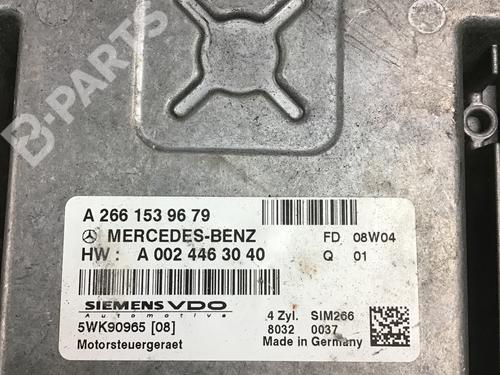 B-PARTS
A 266 153 96 79
MERCEDES-BENZ FD 08W04
HW : A 002 446 30 40 Q 01
SIEMENS VDO
Automotive
4 Zyl. SIM266
5WK90965 [08] 8032 0037
Motorsteuergeraet Made in Germany